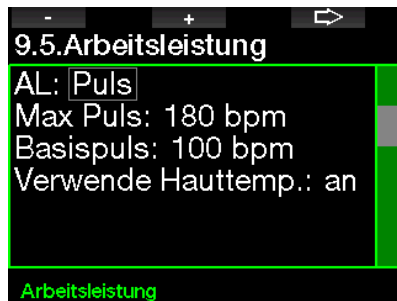 - + ⇨
9.5.Arbeitsleistung
AL: Puls
Max Puls: 180 bpm
Basispuls: 100 bpm
Verwende Hauttemp.: an
Arbeitsleistung